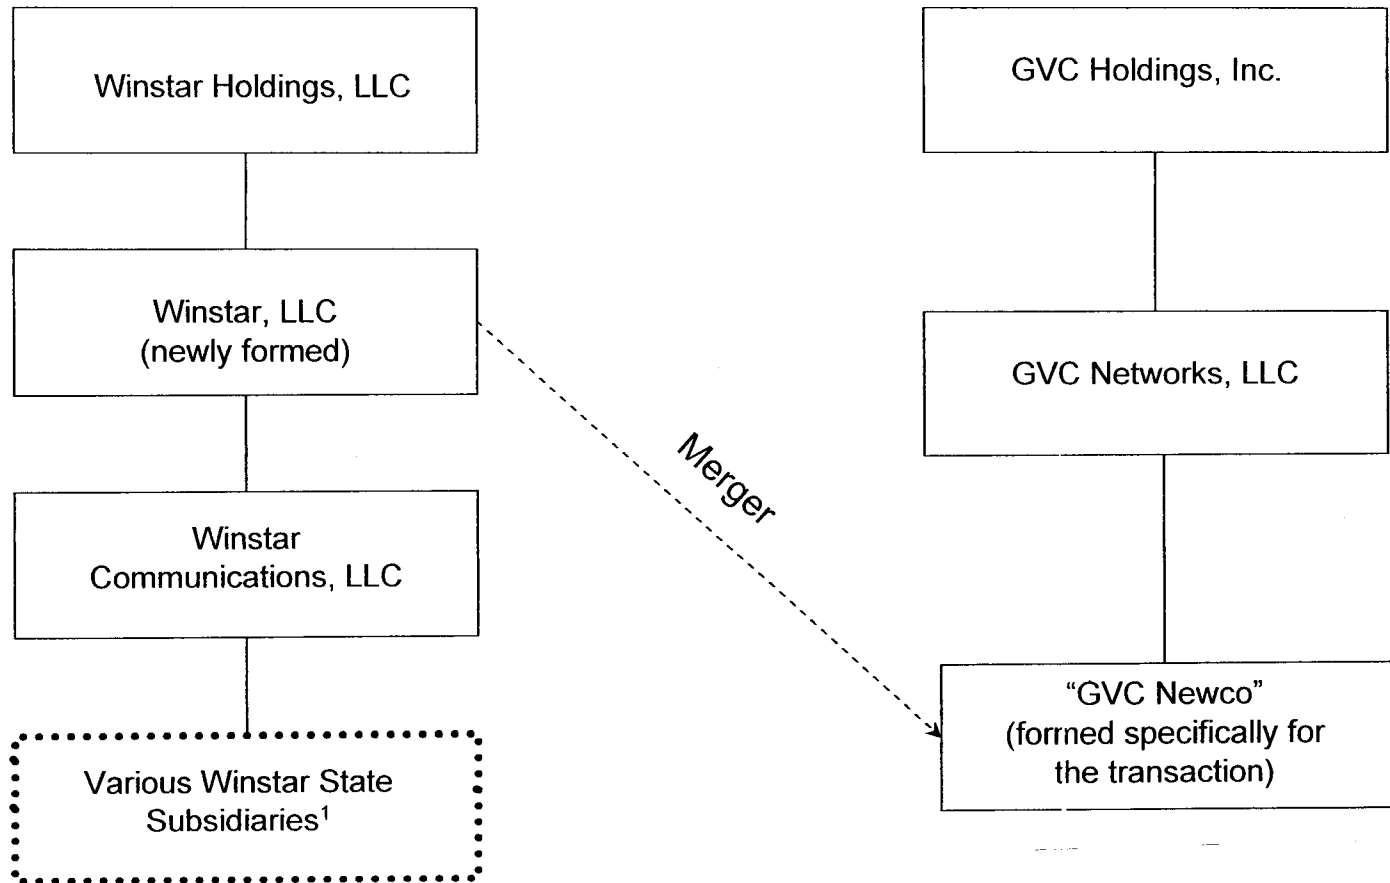 Winstar Holdings, LLC
GVC Holdings, Inc.
Winstar, LLC
(newly formed)
GVC Networks, LLC
Merger
Winstar
Communications, LLC
"GVC Newco"
(formed specifically for
the transaction)
Various Winstar State
Subsidiaries¹